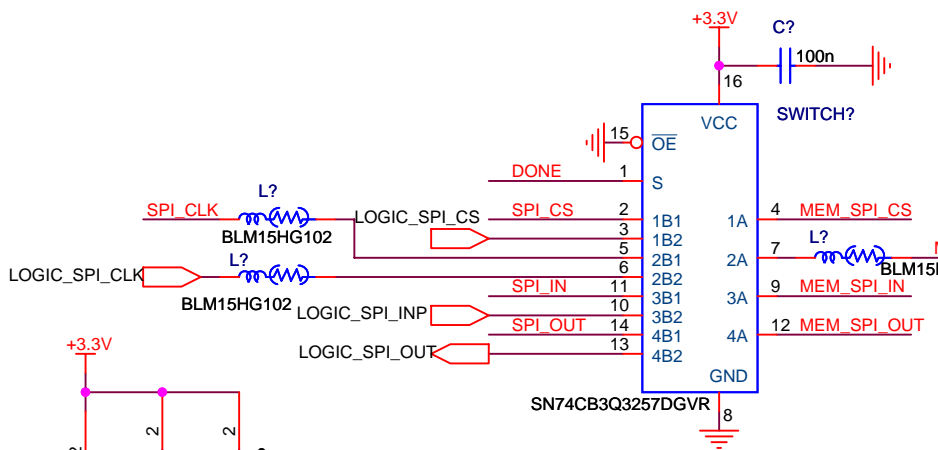 +3.3V
C?
100n
16
SWITCH?
VCC
15
OE
DONE
1
S
L?
SPI_CLK
LOGIC_SPI_CS
SPI_CS
2
1B1
1A
4
MEM_SPI_CS
BLM15HG102
3
1B2
L?
5
2B1
2A
7
L?
LOGIC_SPI_CLK
6
2B2
BLM15
BLM15HG102
SPI_IN
11
3B1
3A
9
MEM_SPI_IN
LOGIC_SPI_INP
10
3B2
SPI_OUT
14
4B1
4A
12
MEM_SPI_OUT
LOGIC_SPI_OUT
13
4B2
+3.3V
GND
SN74CB3Q3257DGVR
8
2
2